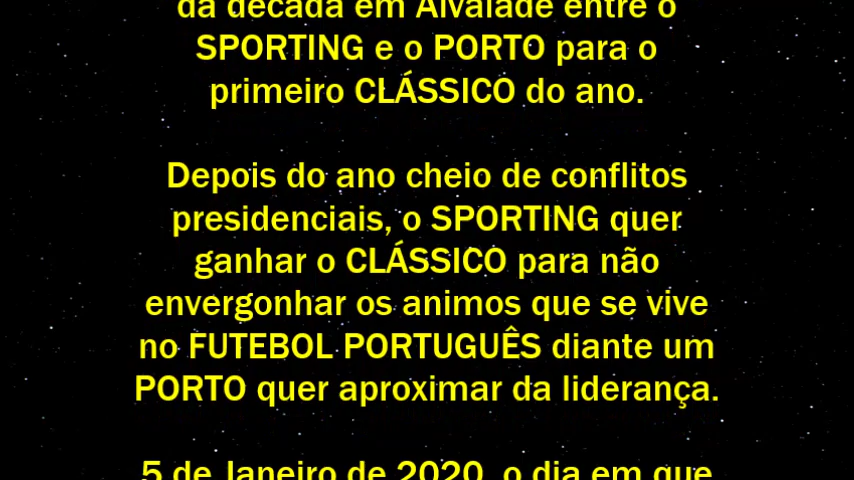 da década em Alvalade entre o
SPORTING e o PORTO para o
primeiro CLÁSSICO do ano.
Depois do ano cheio de conflitos
presidenciais, o SPORTING quer
ganhar o CLÁSSICO para não
envergonhar os animos que se vive
no FUTEBOL PORTUGUÊS diante um
PORTO quer aproximar da liderança.
5 de Janeiro de 2020, o dia em que